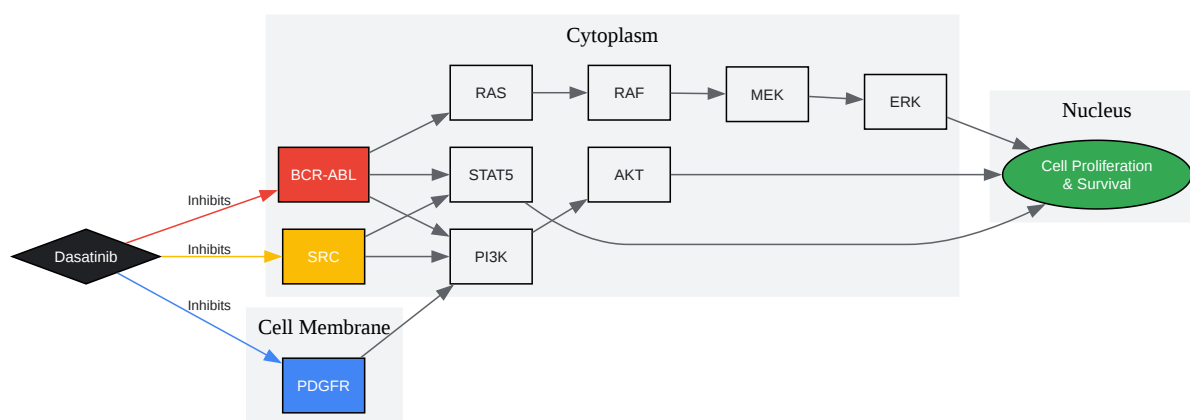 Cytoplasm
RAS
RAF
MEK
ERK
Nucleus
BCR-ABL
STAT5
AKT
Cell Proliferation
& Survival
Inhibits
Inhibits
Dasatinib
SRC
PI3K
Inhibits
Cell Membrane
PDGFR